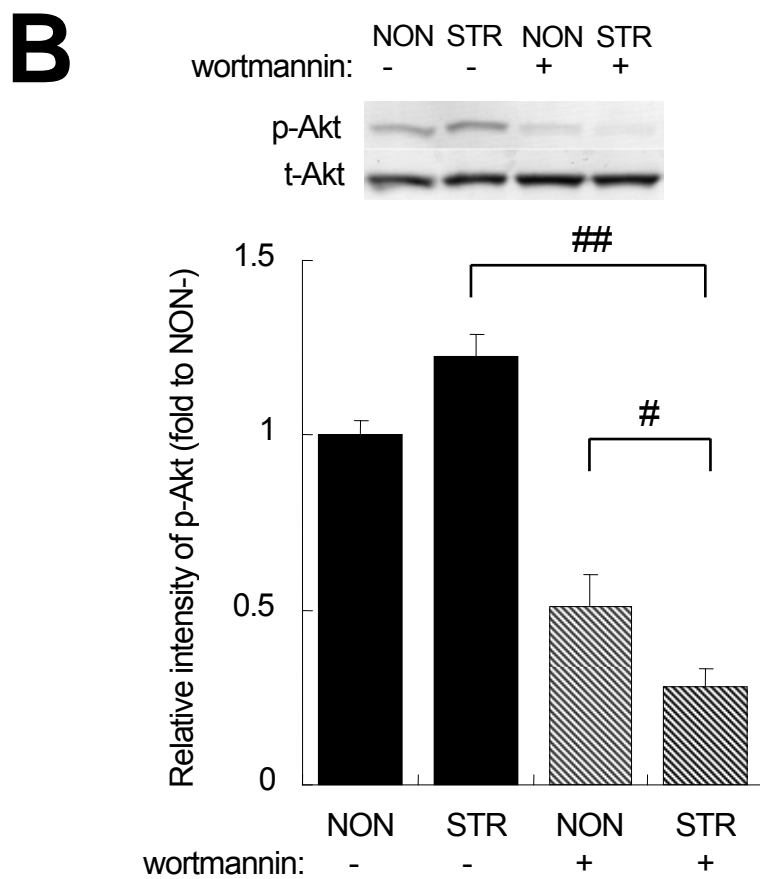 B
NON STR NON STR
wortmannin: - - + +
p-Akt
t-Akt
##
1.5
#
1
0.5
0
Relative intensity of p-Akt (fold to NON-)
NON STR NON STR
wortmannin: - - + +